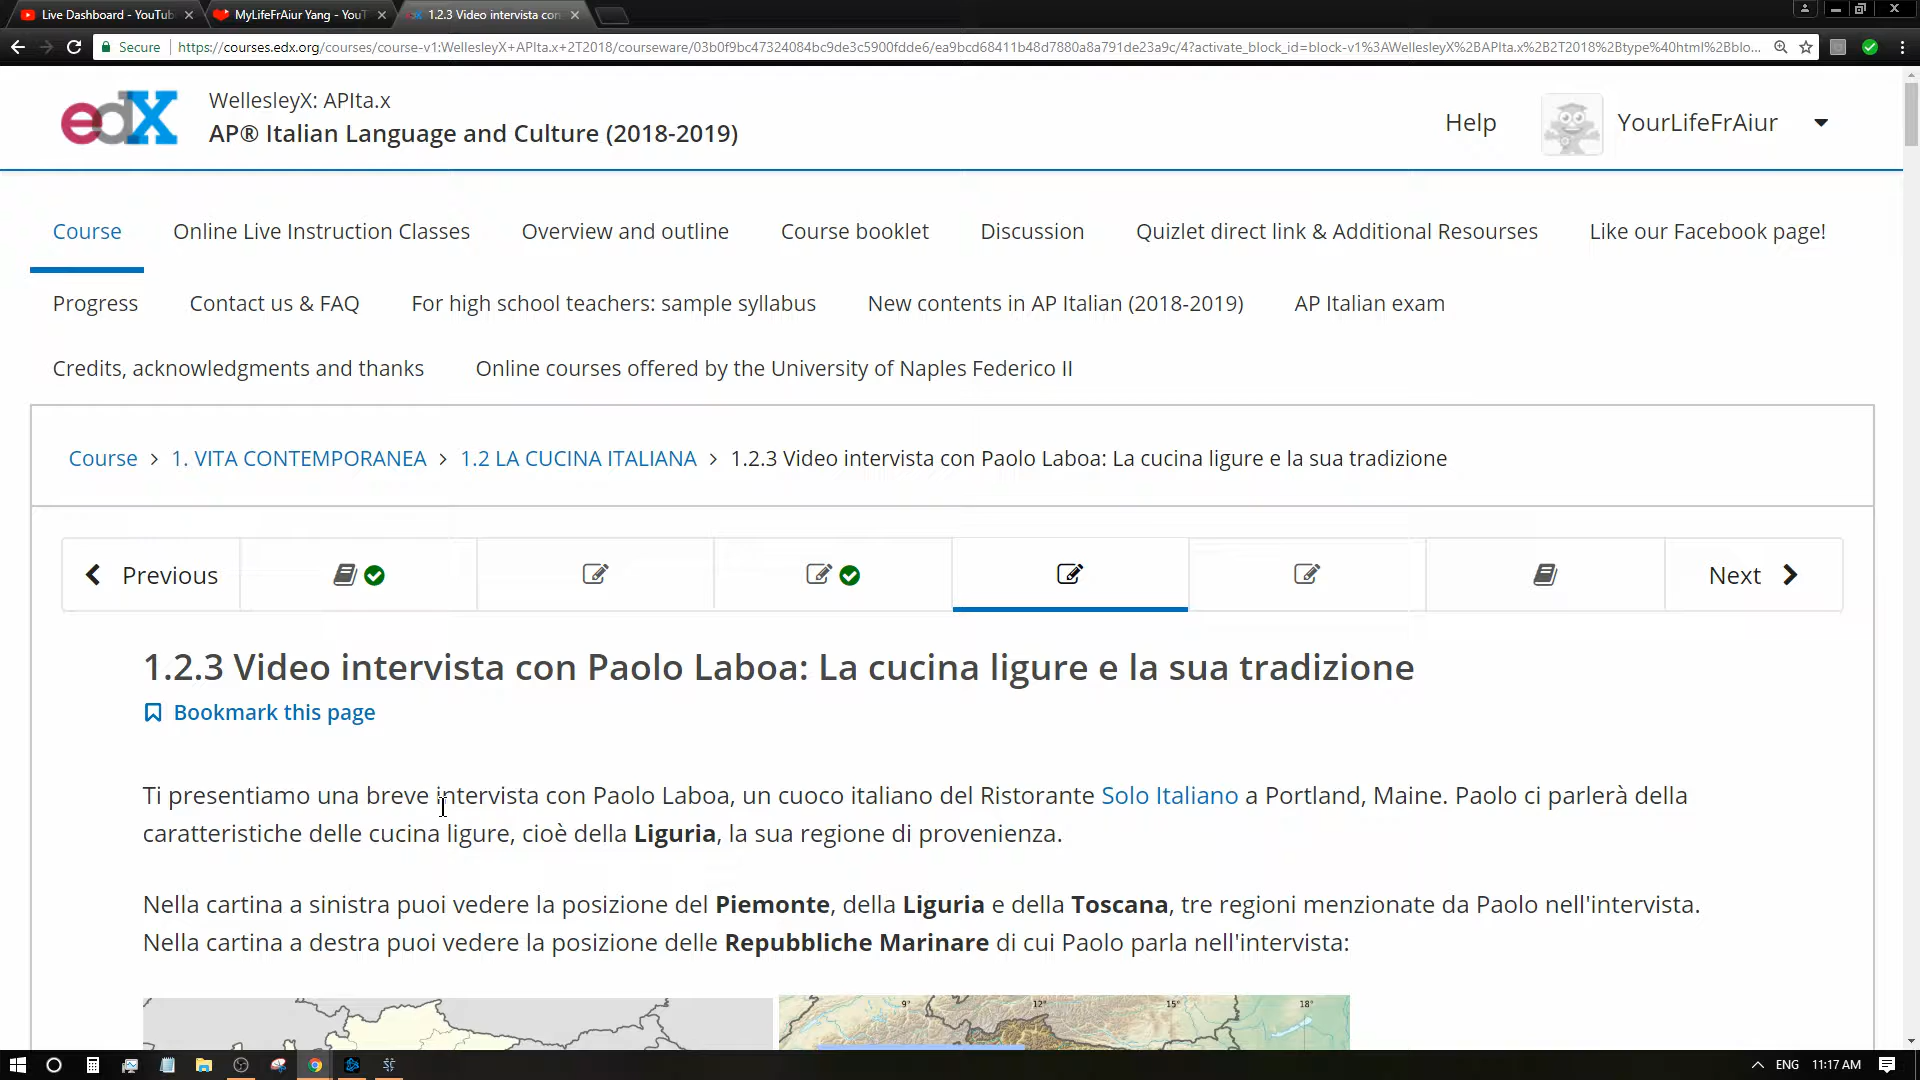 Live Dashboard - YouTub
MyLifeFrAiur Yang - YouT
1.2.3 Video intervista con
Secure
https://courses.edx.org/courses/course-v1:WellesleyX+APIta.x+2T2018/courseware/03b0f9bc47324084bc9de3c5900fdde6/ea9bcd68411b48d7880a8a791de23a9c/4?activate_block_id=block-v1%3AWellesleyX%2BAPIta.x%2B2T2018%2Btype%40html%2Bblo...
edX
WellesleyX: APIta.x
AP® Italian Language and Culture (2018-2019)
Help
YourLifeFrAiur
Course Online Live Instruction Classes Overview and outline Course booklet Discussion Quizlet direct link & Additional Resourses Like our Facebook page!
Progress Contact us & FAQ For high school teachers: sample syllabus New contents in AP Italian (2018-2019) AP Italian exam
Credits, acknowledgments and thanks Online courses offered by the University of Naples Federico II
Course > 1. VITA CONTEMPORANEA > 1.2 LA CUCINA ITALIANA > 1.2.3 Video intervista con Paolo Laboa: La cucina ligure e la sua tradizione
Previous
Next
1.2.3 Video intervista con Paolo Laboa: La cucina ligure e la sua tradizione
Bookmark this page
Ti presentiamo una breve intervista con Paolo Laboa, un cuoco italiano del Ristorante Solo Italiano a Portland, Maine. Paolo ci parlerà della
caratteristiche delle cucina ligure, cioè della Liguria, la sua regione di provenienza.
Nella cartina a sinistra puoi vedere la posizione del Piemonte, della Liguria e della Toscana, tre regioni menzionate da Paolo nell'intervista.
Nella cartina a destra puoi vedere la posizione delle Repubbliche Marinare di cui Paolo parla nell'intervista:
9° 12° 15° 18°
ENG 11:17 AM